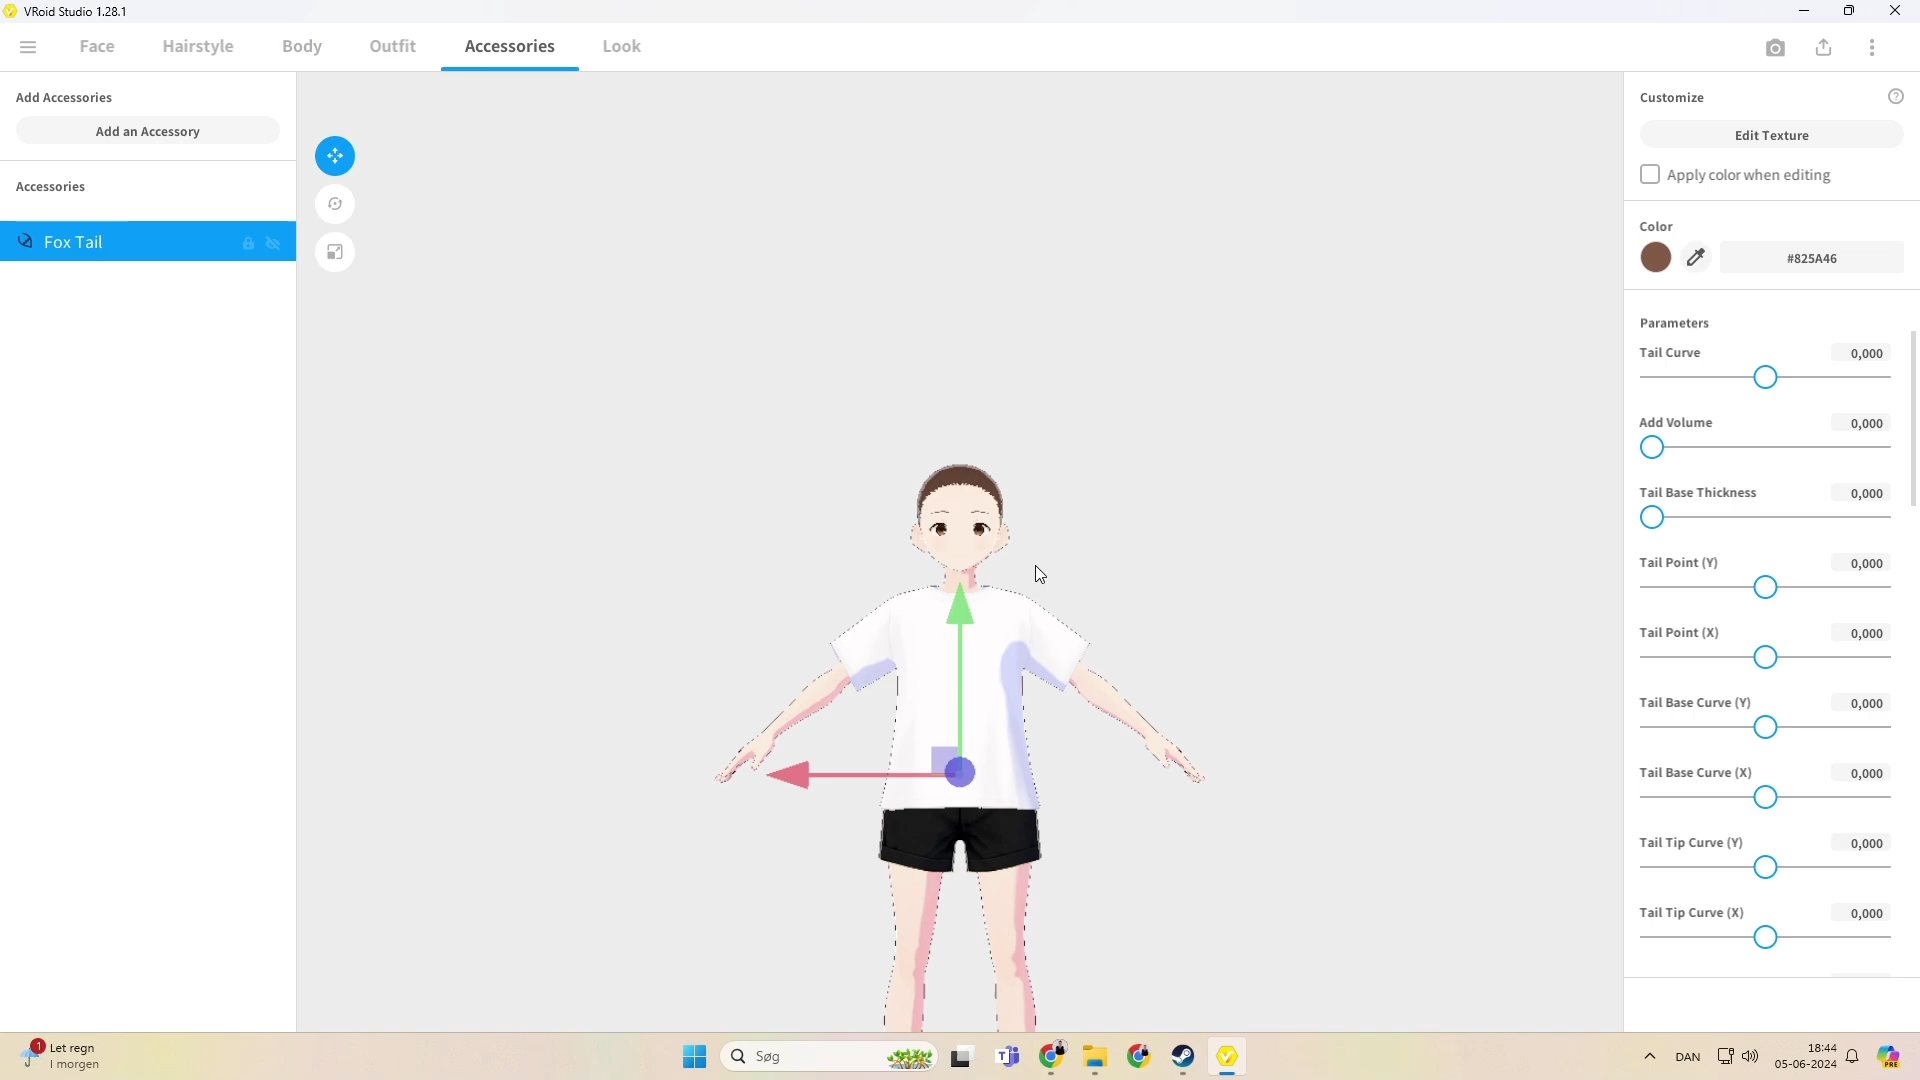 VRoid Studio 1.28.1
Face Hairstyle Body Outfit Accessories Look
Add Accessories
Add an Accessory
Accessories
Fox Tail
Customize
Edit Texture
Apply color when editing
Color
#825A46
Parameters
Tail Curve 0,000
Add Volume 0,000
Tail Base Thickness 0,000
Tail Point (Y) 0,000
Tail Point (X) 0,000
Tail Base Curve (Y) 0,000
Tail Base Curve (X) 0,000
Tail Tip Curve (Y) 0,000
Tail Tip Curve (X) 0,000
1
Let regn
I morgen
Søg
DAN
18:44
05-06-2024
PRE